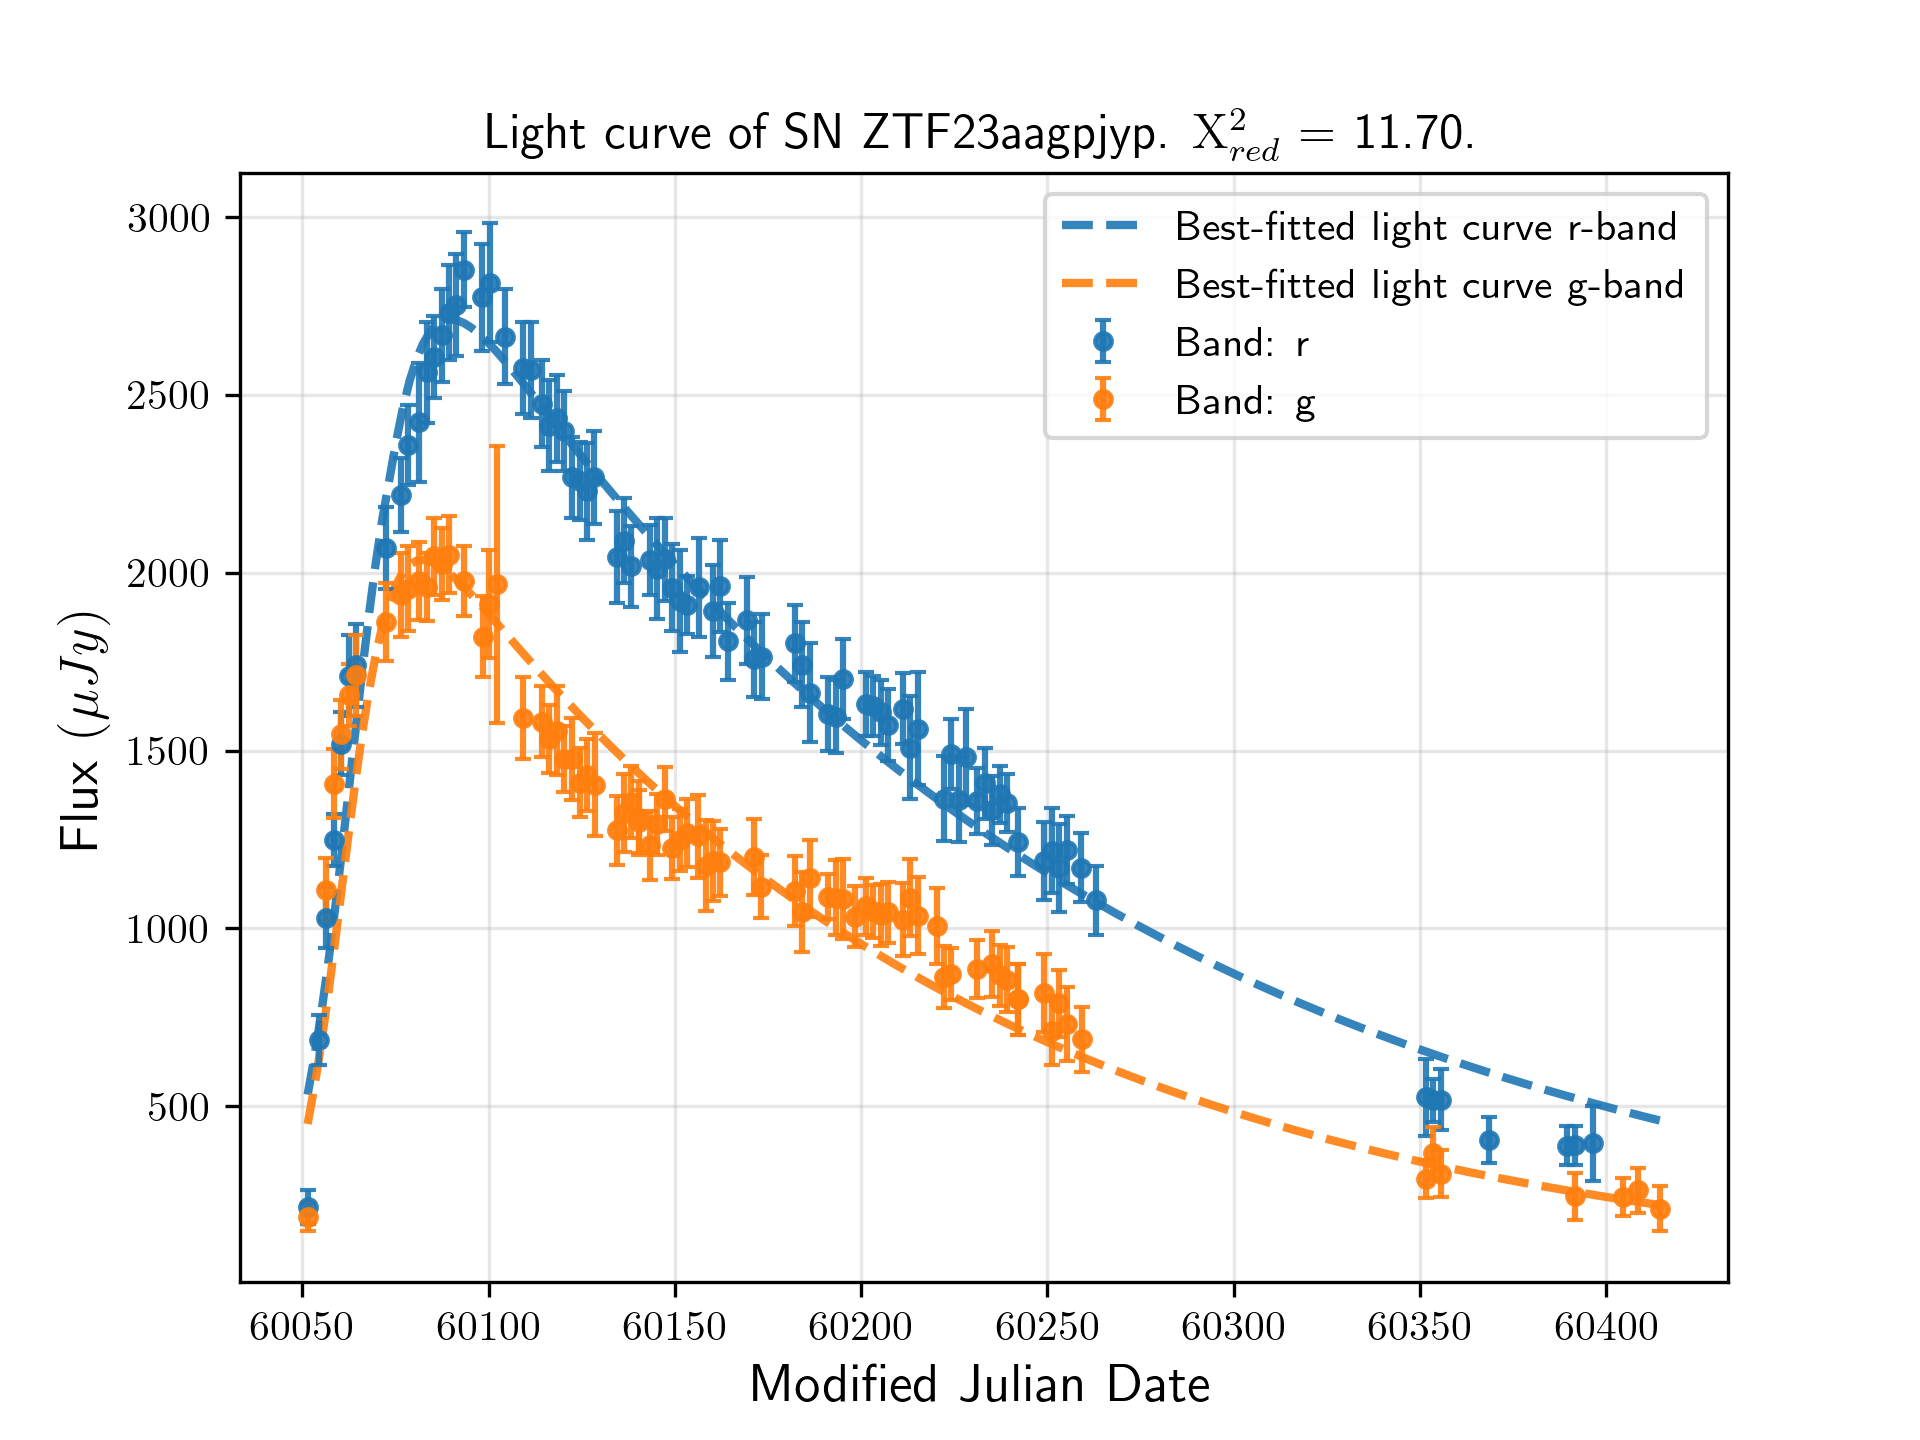 Light curve of SN ZTF23aagpjyp. X²red = 11.70.
Best-fitted light curve r-band
Best-fitted light curve g-band
Band: r
Band: g
3000
2500
2000
1500
1000
500
Flux (μJy)
60050 60100 60150 60200 60250 60300 60350 60400
Modified Julian Date